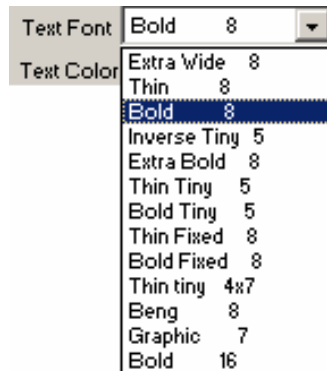 Text Font Bold 8
Text Color
Extra Wide 8
Thin 8
Bold 8
Inverse Tiny 5
Extra Bold 8
Thin Tiny 5
Bold Tiny 5
Thin Fixed 8
Bold Fixed 8
Thin tiny 4x7
Beng 8
Graphic 7
Bold 16